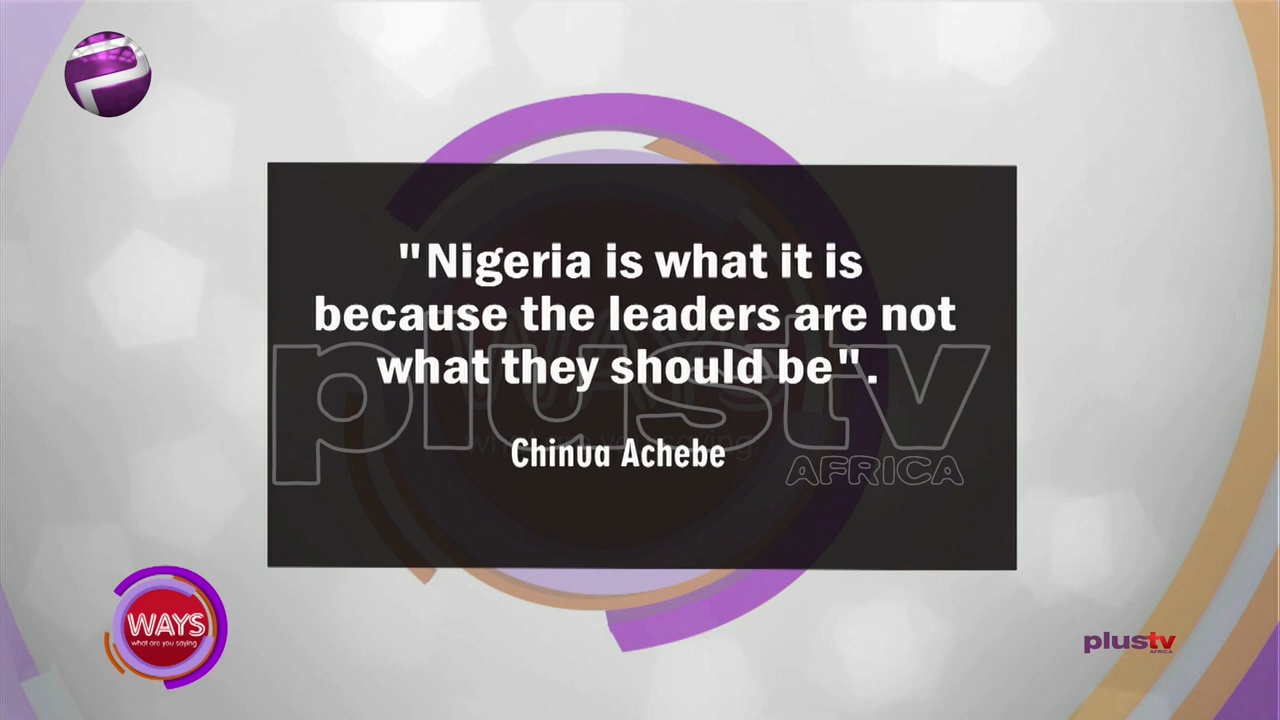 "Nigeria is what it is
because the leaders are not
what they should be".
Chinua Achebe
plustv
AFRICA
WAYS
what are you saying
plustv
AFRICA